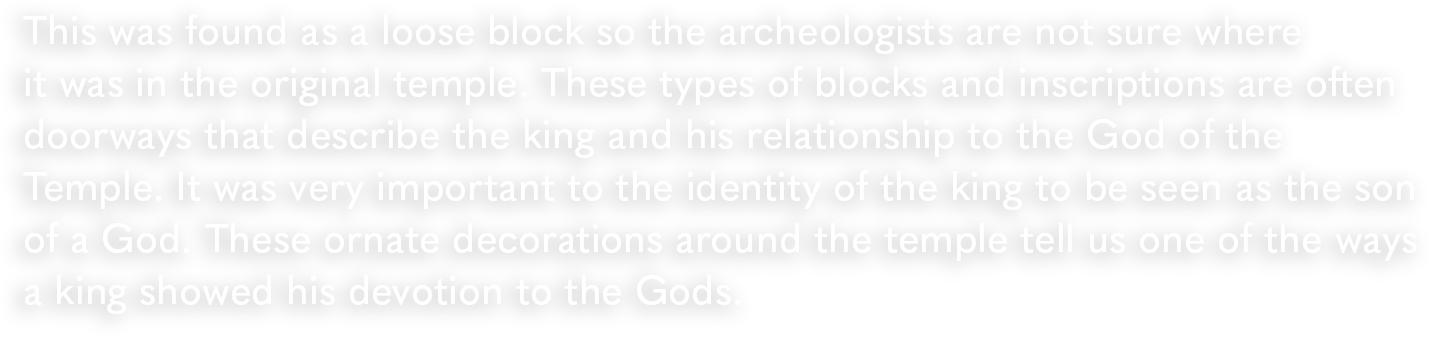 This was found as a loose block so the archeologists are not sure where
it was in the original temple. These types of blocks and inscriptions are often
doorways that describe the king and his relationship to the God of the
Temple. It was very important to the identity of the king to be seen as the son
of a God. These ornate decorations around the temple tell us one of the ways
a king showed his devotion to the Gods.